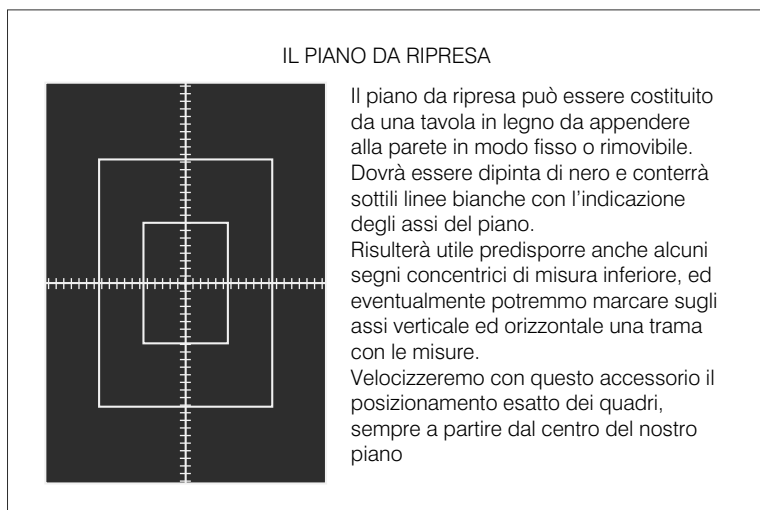 IL PIANO DA RIPRESA
Il piano da ripresa può essere costituito
da una tavola in legno da appendere
alla parete in modo fisso o rimovibile.
Dovrà essere dipinta di nero e conterrà
sottili linee bianche con l'indicazione
degli assi del piano.
Risulterà utile predisporre anche alcuni
segni concentrici di misura inferiore, ed
eventualmente potremmo marcare sugli
assi verticale ed orizzontale una trama
con le misure.
Velocizzeremo con questo accessorio il
posizionamento esatto dei quadri,
sempre a partire dal centro del nostro
piano